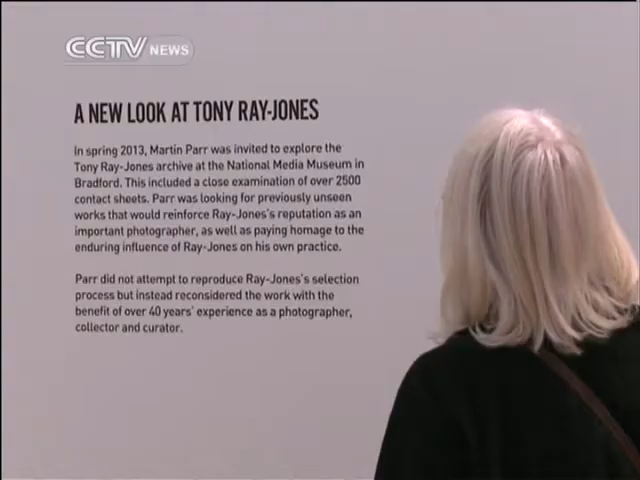 CCTV NEWS
A NEW LOOK AT TONY RAY-JONES
In spring 2013, Martin Parr was invited to explore the
Tony Ray-Jones archive at the National Media Museum in
Bradford. This included a close examination of over 2500
contact sheets. Parr was looking for previously unseen
works that would reinforce Ray-Jones's reputation as an
important photographer, as well as paying homage to the
enduring influence of Ray-Jones on his own practice.
Parr did not attempt to reproduce Ray-Jones's selection
process but instead reconsidered the work with the
benefit of over 40 years' experience as a photographer,
collector and curator.